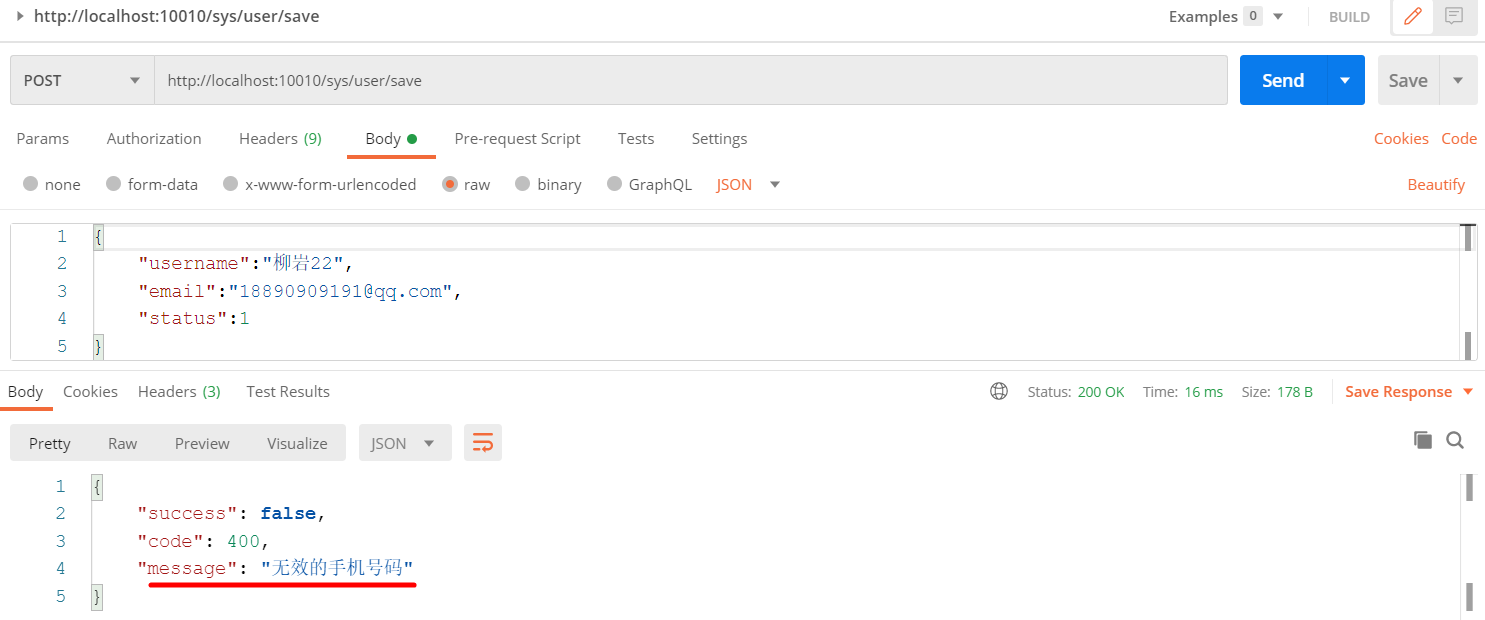 http://localhost:10010/sys/user/save Examples 0 BUILD
POST http://localhost:10010/sys/user/save Send Save
Params Authorization Headers (9) Body Pre-request Script Tests Settings Cookies Code
none form-data x-www-form-urlencoded raw binary GraphQL JSON Beautify
1 {
2 "username":"柳岩22",
3 "email":"18890909191@qq.com",
4 "status":1
5 }
Body Cookies Headers (3) Test Results Status: 200 OK Time: 16 ms Size: 178 B Save Response
Pretty Raw Preview Visualize JSON
1 {
2 "success": false,
3 "code": 400,
4 "message": "无效的手机号码"
5 }